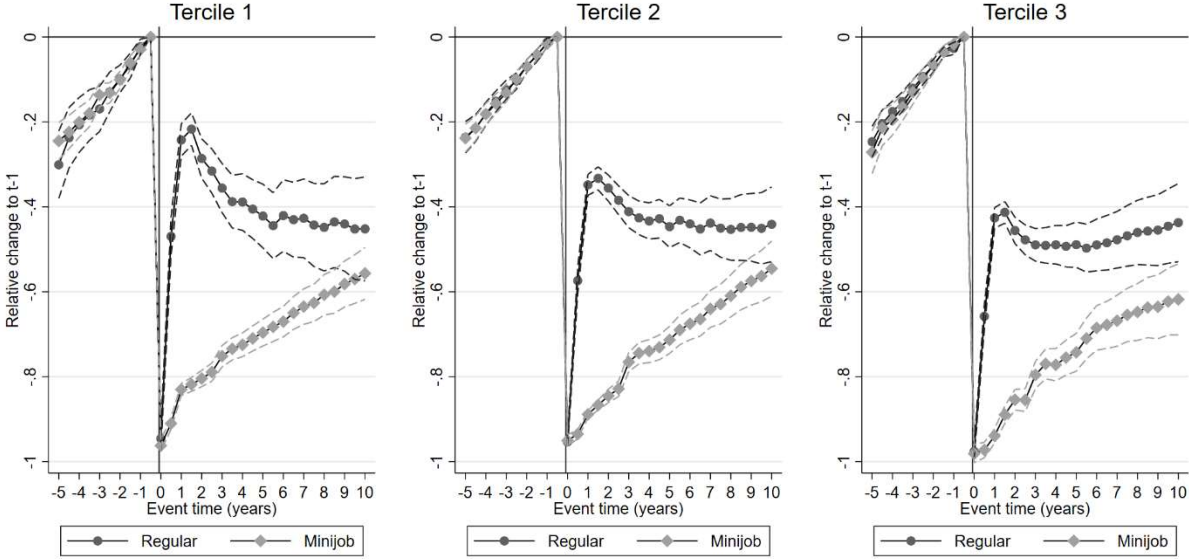 Tercile 1
Relative change to t-1
0
-.2
-.4
-.6
-.8
-1
-5 -4 -3 -2 -1 0 1 2 3 4 5 6 7 8 9 10
Event time (years)
Regular Minijob
Tercile 2
Relative change to t-1
0
-.2
-.4
-.6
-.8
-1
-5 -4 -3 -2 -1 0 1 2 3 4 5 6 7 8 9 10
Event time (years)
Regular Minijob
Tercile 3
Relative change to t-1
0
-.2
-.4
-.6
-.8
-1
-5 -4 -3 -2 -1 0 1 2 3 4 5 6 7 8 9 10
Event time (years)
Regular Minijob